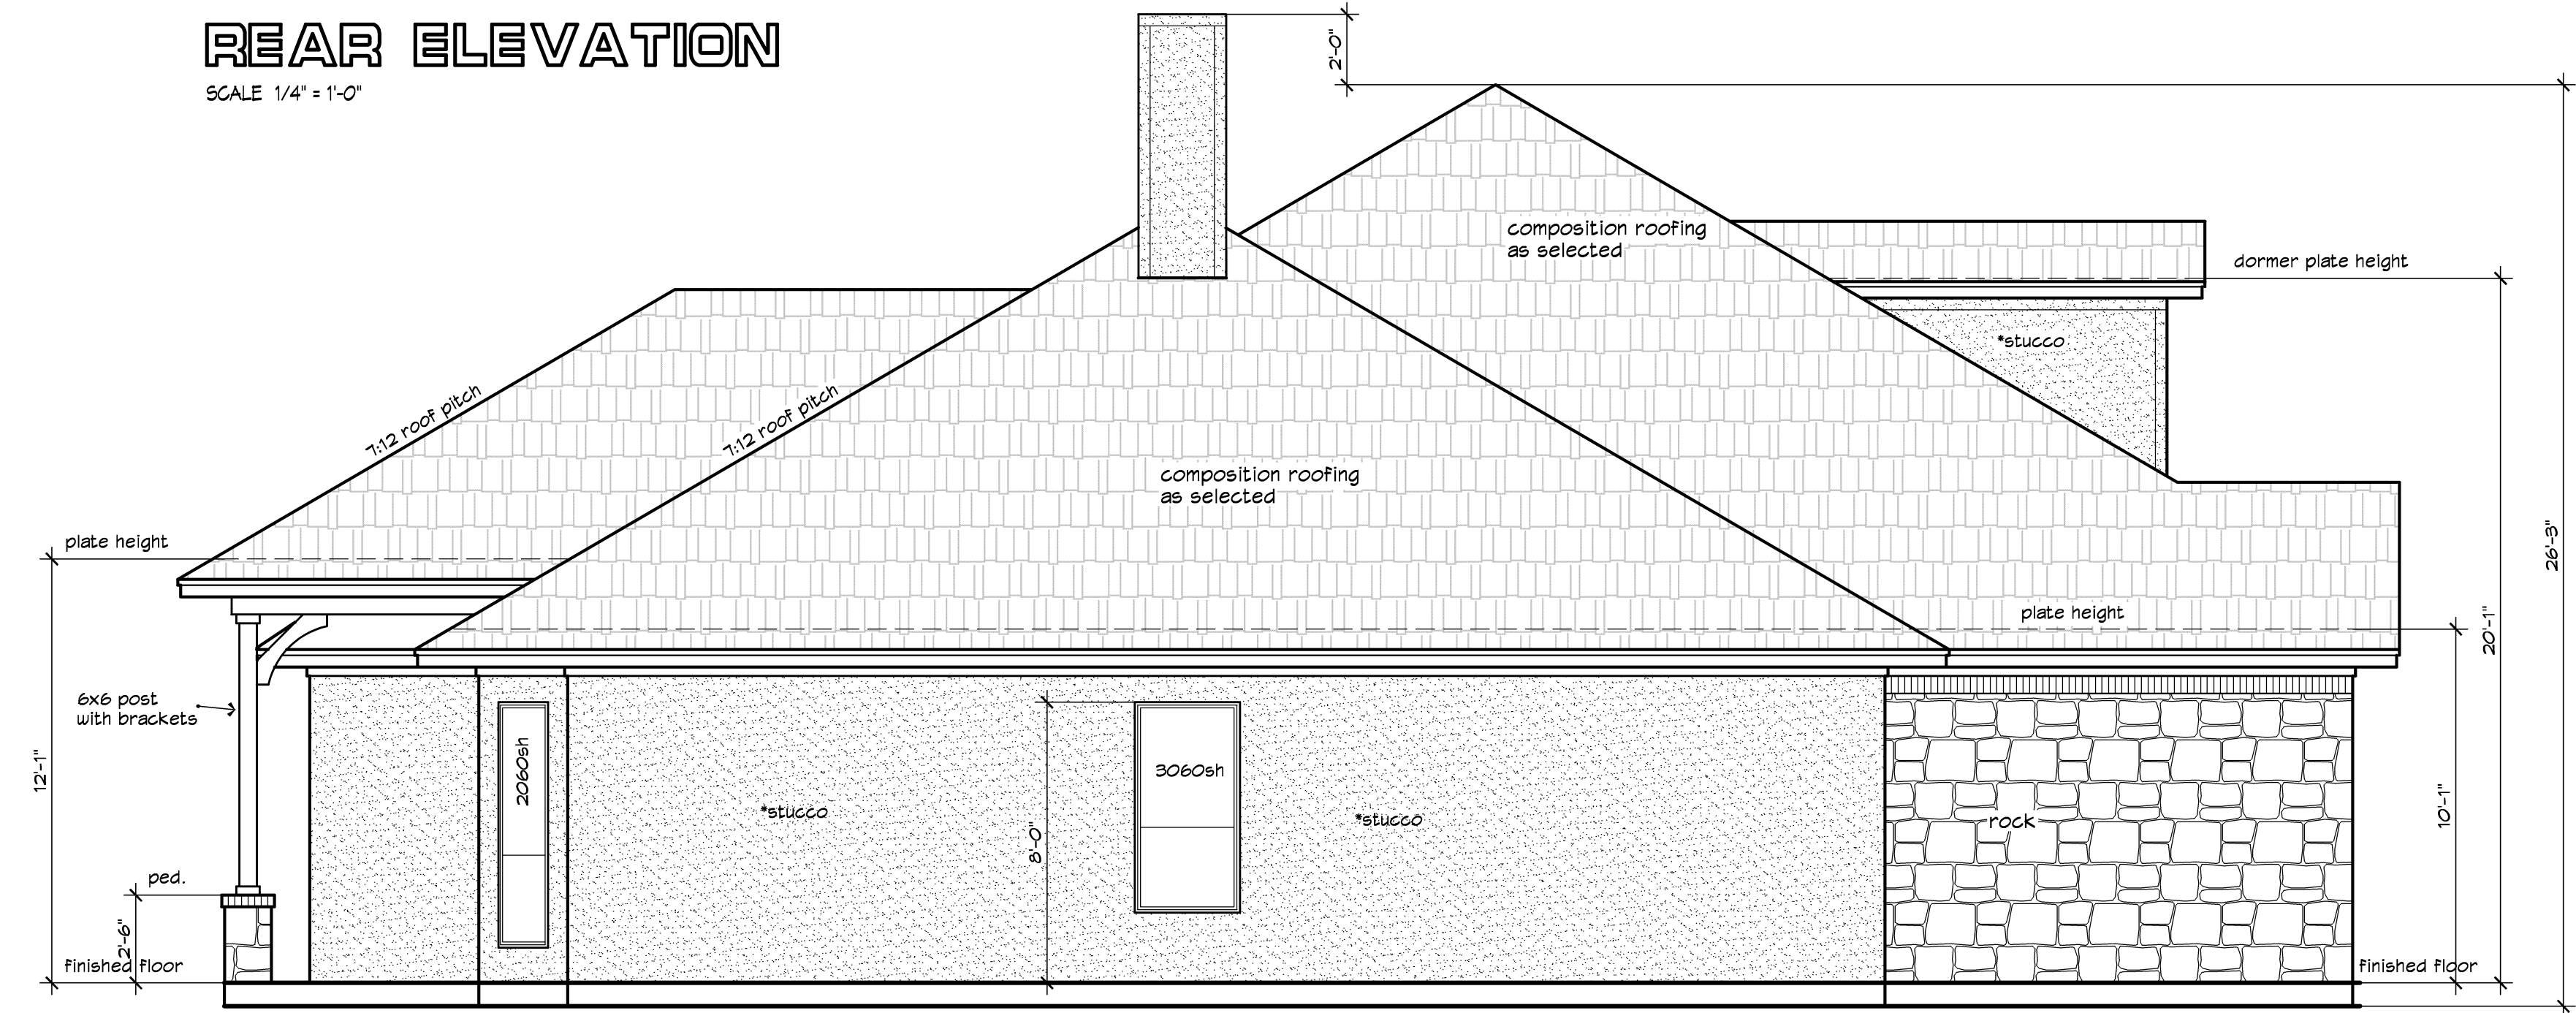 REAR ELEVATION
SCALE 1/4" = 1'-0"
2'-0"
composition roofing
as selected
dormer plate height
*stucco
7:12 roof pitch
7:12 roof pitch
composition roofing
as selected
plate height
26'-3"
plate height
20'-1"
6x6 post
with brackets
2060sh
3060sh
12'-1"
*stucco
*stucco
8'-0"
rock
10'-1"
ped.
2'-6"
finished floor
finished floor